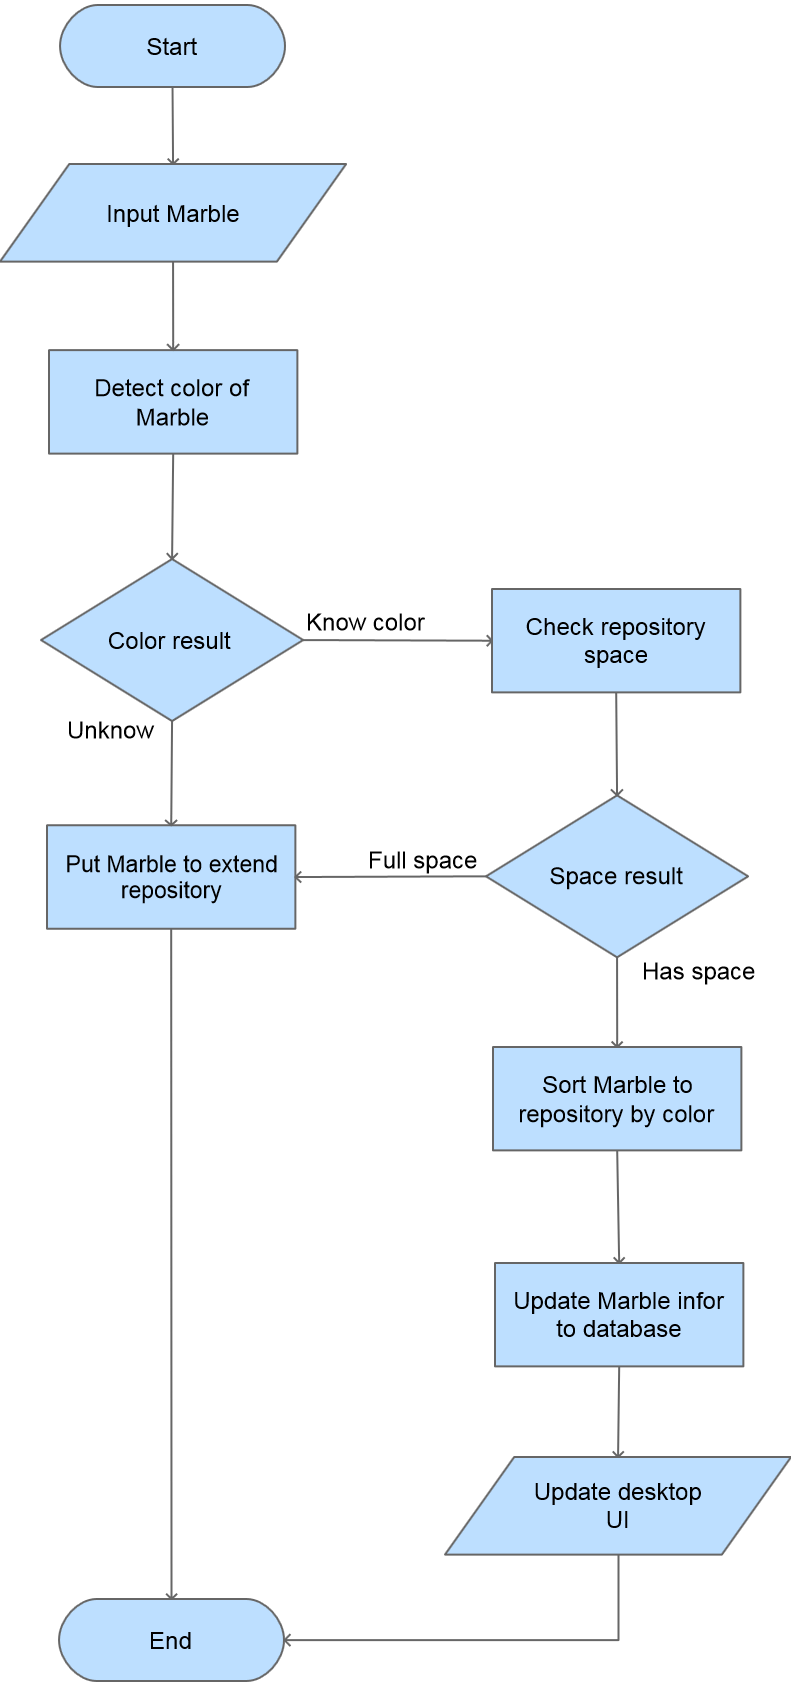 Start
Input Marble
Detect color of
Marble
Color result
Know color
Check repository
space
Unknow
Put Marble to extend
repository
Full space
Space result
Has space
Sort Marble to
repository by color
Update Marble infor
to database
Update desktop
UI
End